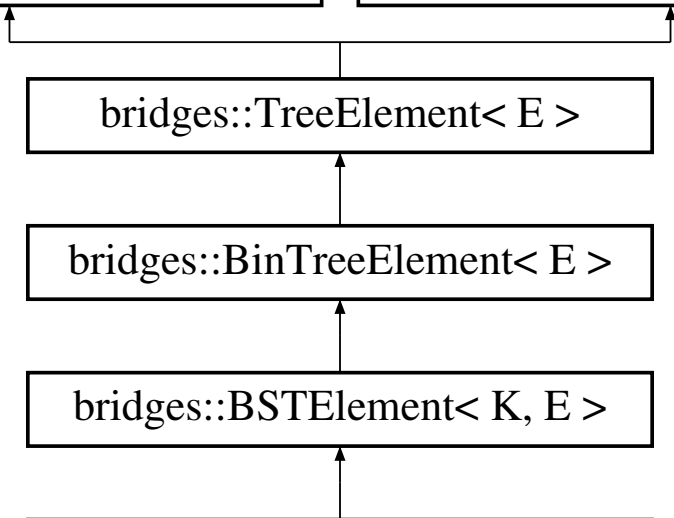 bridges::TreeElement< E >
bridges::BinTreeElement< E >
bridges::BSTElement< K, E >